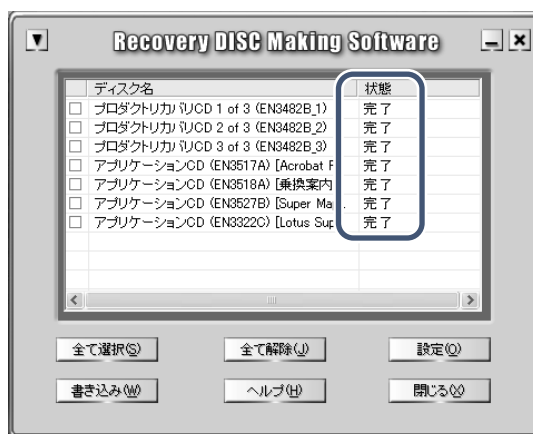 Recovery DISC Making Software
ディスク名 状態
プロダクトリカバリCD 1 of 3 (EN3482B_1) 完了
プロダクトリカバリCD 2 of 3 (EN3482B_2) 完了
プロダクトリカバリCD 3 of 3 (EN3482B_3) 完了
アプリケーションCD (EN3517A) [Acrobat F 完了
アプリケーションCD (EN3518A) [乗換案内 完了
アプリケーションCD (EN3527B) [Super Ma... 完了
アプリケーションCD (EN3322C) [Lotus Sup 完了
全て選択(S) 全て解除(J) 設定(O)
書き込み(W) ヘルプ(H) 閉じる(X)